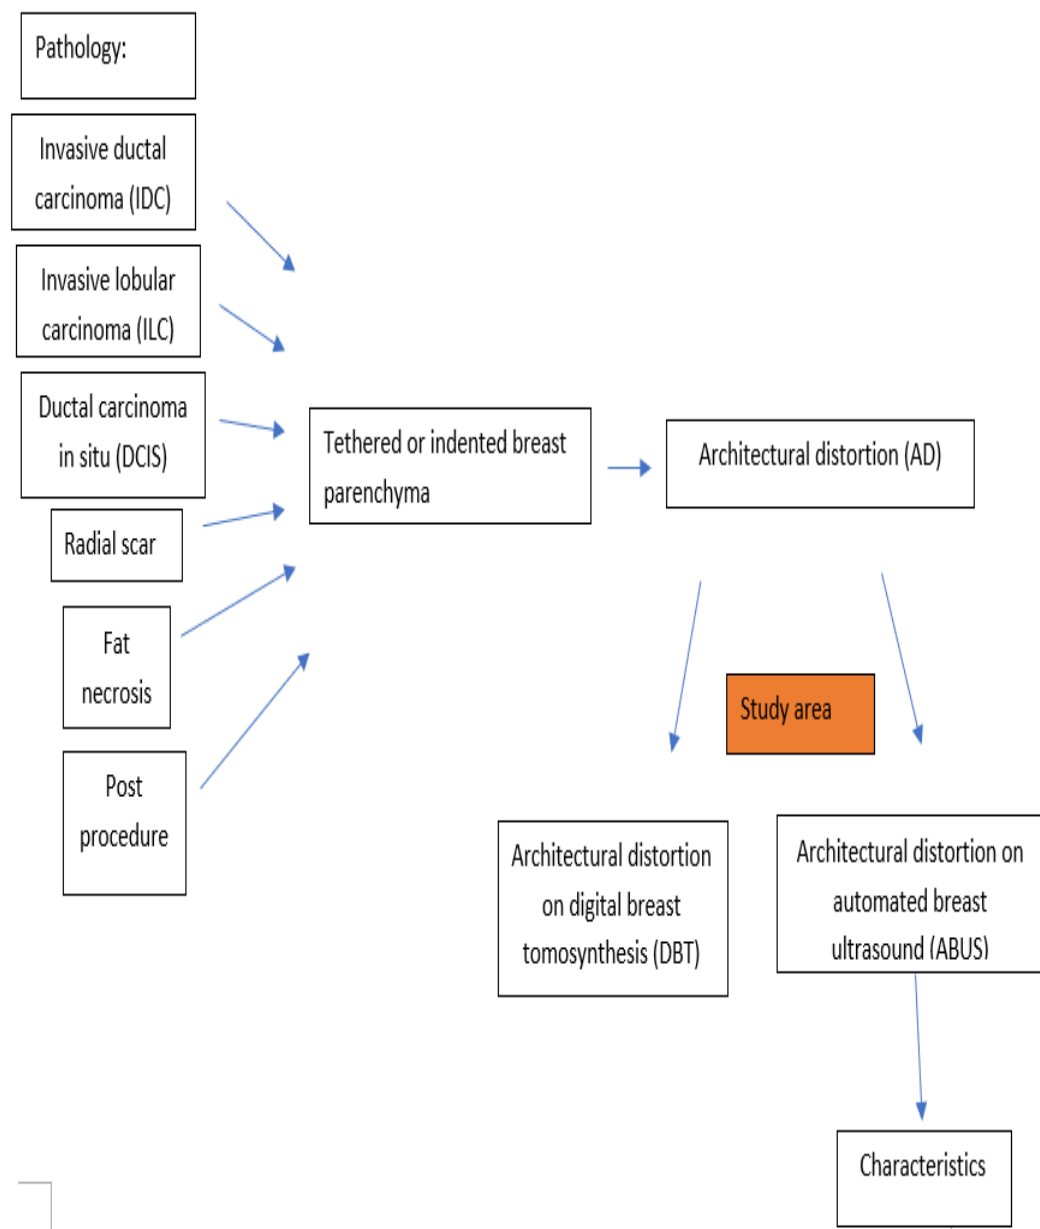 Pathology:
Invasive ductal
carcinoma (IDC)
Invasive lobular
carcinoma (ILC)
Ductal carcinoma
in situ (DCIS)
Radial scar
Fat
necrosis
Post
procedure
Tethered or indented breast
parenchyma
Architectural distortion (AD)
Study area
Architectural distortion
on digital breast
tomosynthesis (DBT)
Architectural distortion on
automated breast
ultrasound (ABUS)
Characteristics